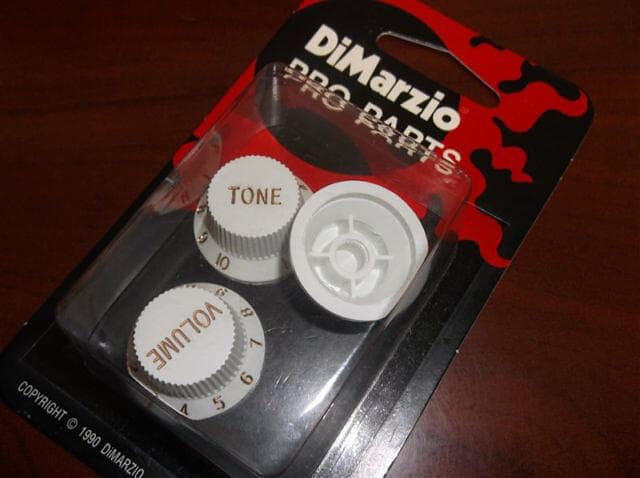 DiMarzio
PRO PARTS
TONE
9
10
VOLUME
8
7
6
5
4
COPYRIGHT © 1990 DIMARZIO